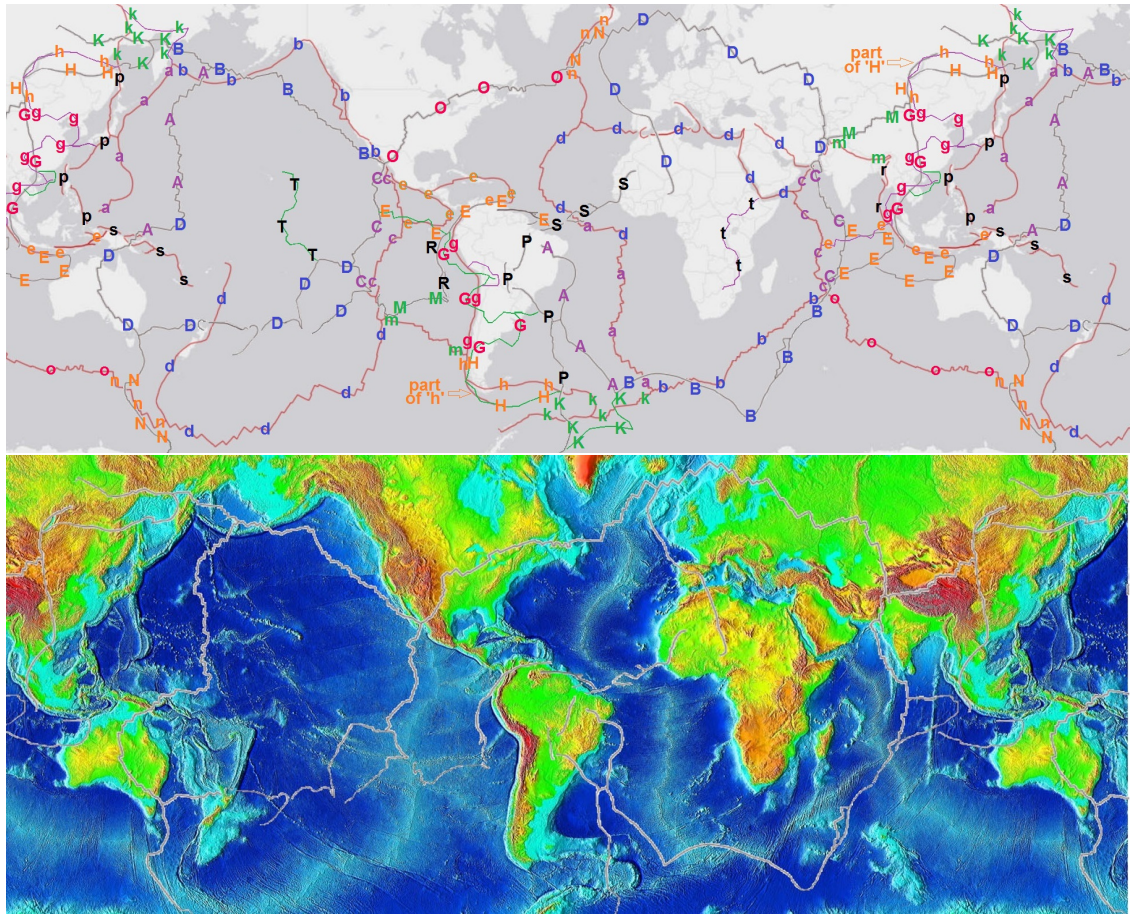 k k
n n D k k
K K K b n N K K K
h k B N D h k B
H H K b B A B b O n part of 'H' H H K b B
H h p a b B b O D D H h p a A
G g g a A O d d d d M M G g g a A
g G g p B b O D d D m m g G g p
g p a T C c e e e S d d c C r g p
G p a D T E e E e E E S S a d t C r G p a D
e s D A T C c R G g P A d t e E E e s D A
E E E s D D C c R G g P a t C c E E E s
D D D D M M m G P G a b B o D D D
o o d d m g G h H A a b B o o d
n N part of 'h' h H h H P A B a b b n N
n N N d d K k k K k K K B n N N d